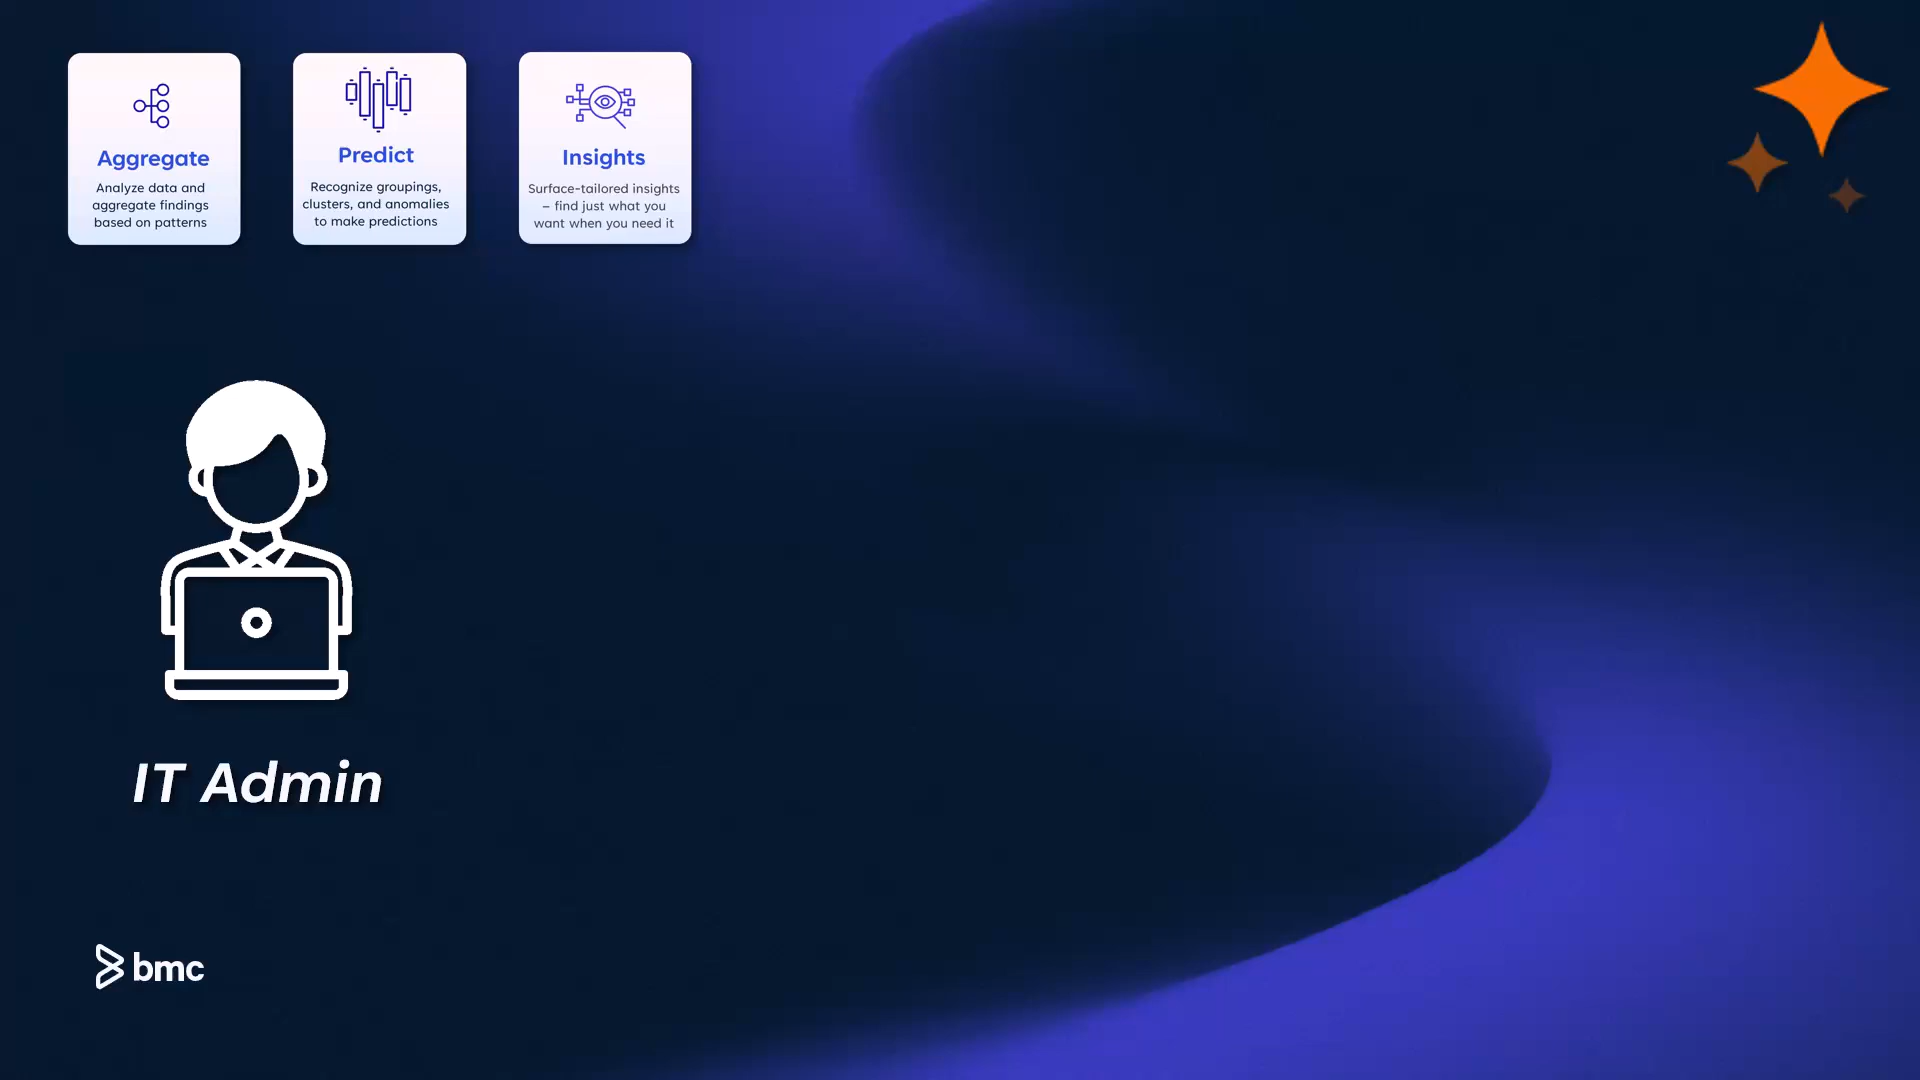 Aggregate
Analyze data and
aggregate findings
based on patterns
Predict
Recognize groupings,
clusters, and anomalies
to make predictions
Insights
Surface-tailored insights
– find just what you
want when you need it
IT Admin
bmc